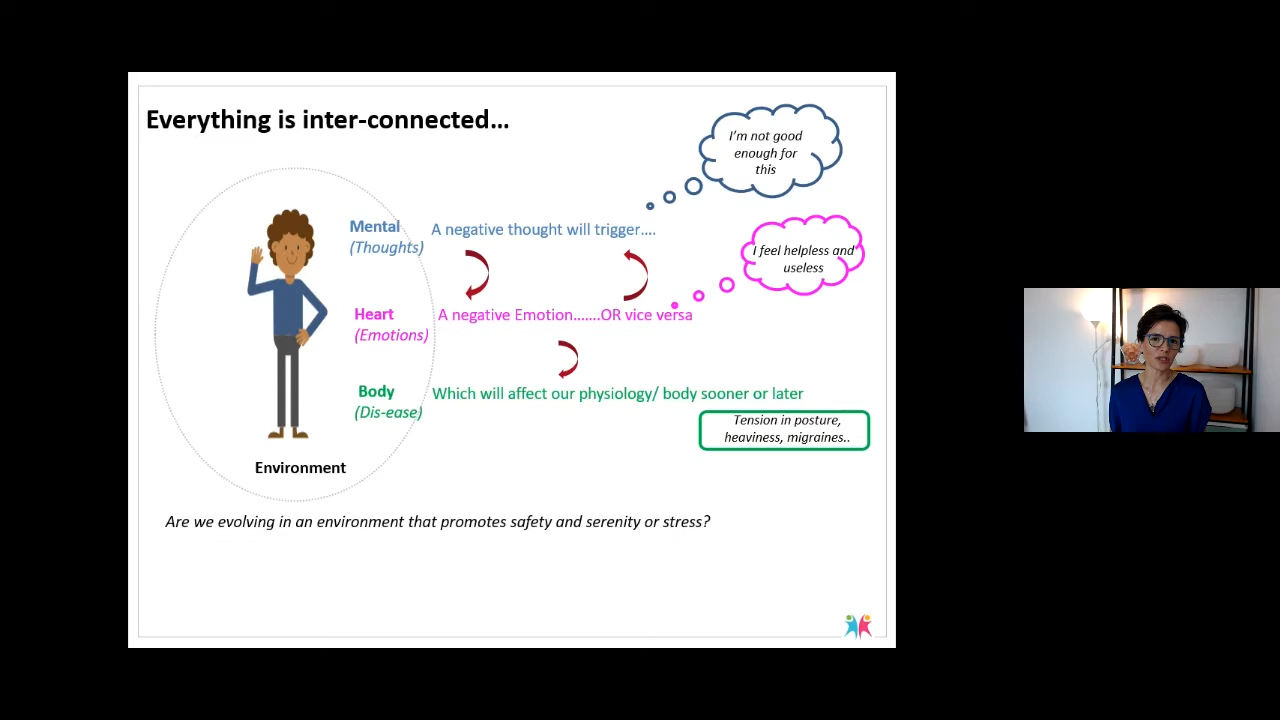 Everything is inter-connected…
I'm not good
enough for
this
Mental
(Thoughts)
A negative thought will trigger….
I feel helpless and
useless
Heart
(Emotions)
A negative Emotion…….OR vice versa
Body
(Dis-ease)
Which will affect our physiology/ body sooner or later
Tension in posture,
heaviness, migraines..
Environment
Are we evolving in an environment that promotes safety and serenity or stress?